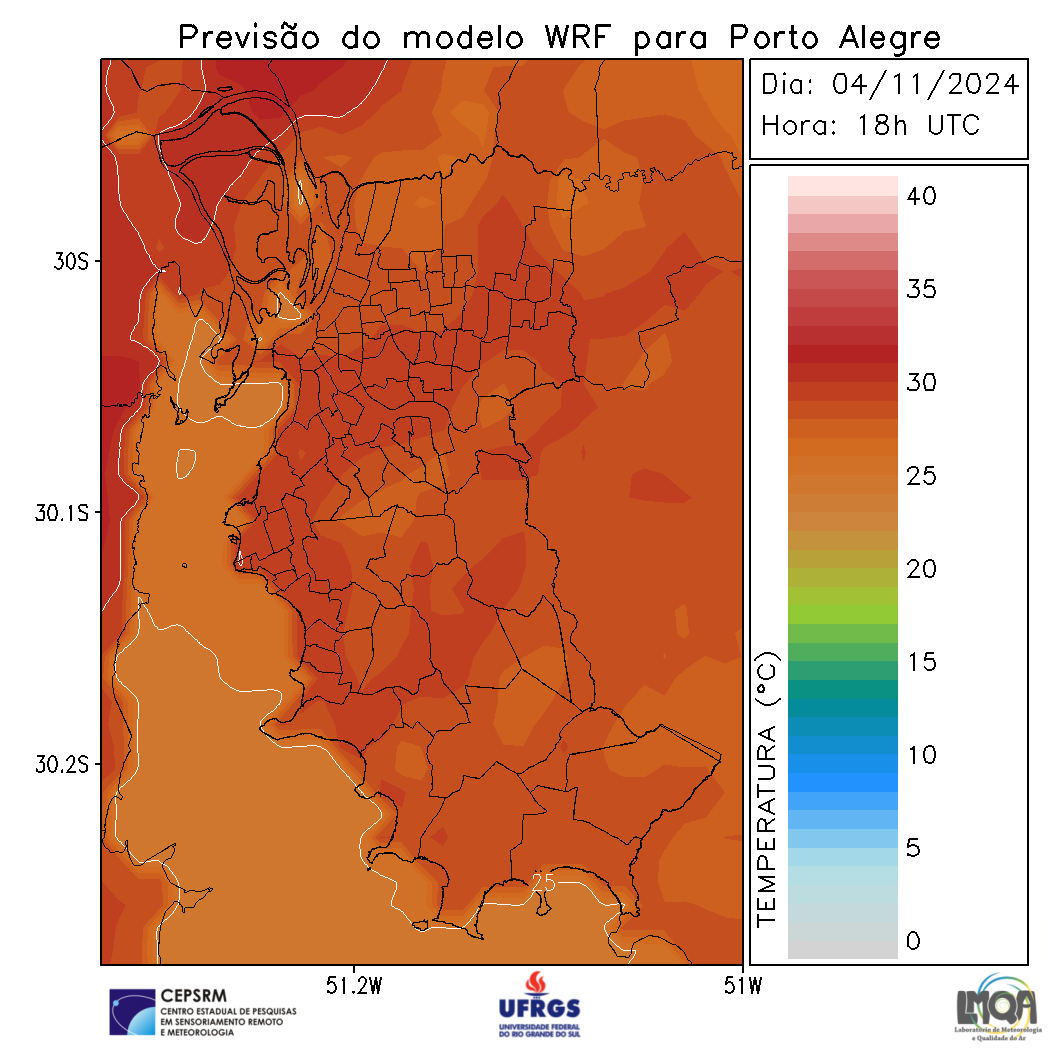 Previsão do modelo WRF para Porto Alegre
Dia: 04/11/2024
Hora: 18h UTC
30S
30.1S
30.2S
51.2W
51W
25
TEMPERATURA (°C)
40
35
30
25
20
15
10
5
0
CEPSRM
CENTRO ESTADUAL DE PESQUISAS
EM SENSORIAMENTO REMOTO
E METEOROLOGIA
UFRGS
UNIVERSIDADE FEDERAL
DO RIO GRANDE DO SUL
LMQA
Laboratório de Meteorologia
e Qualidade do Ar